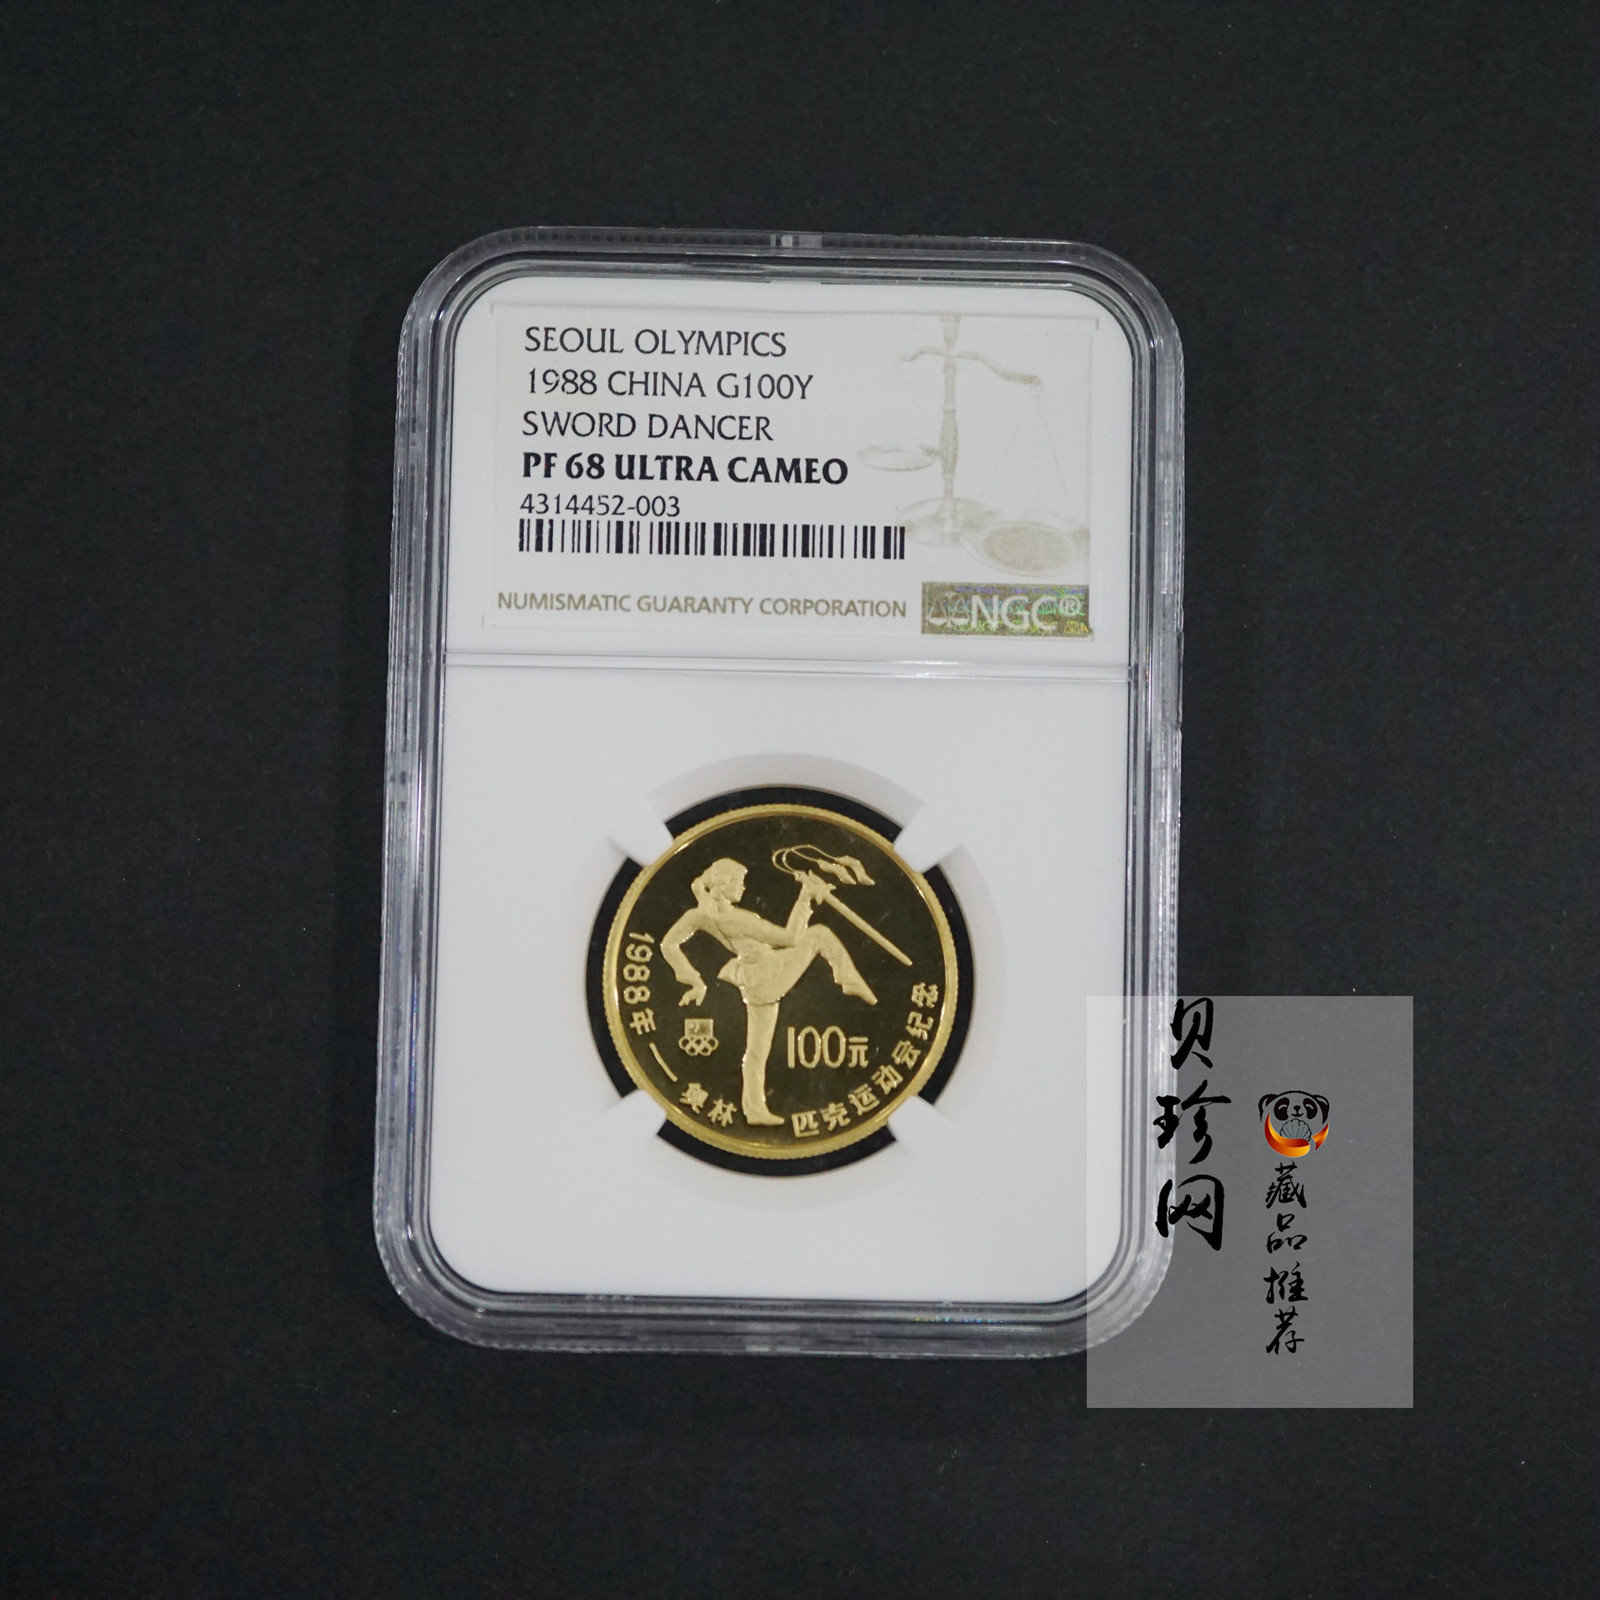 SEOUL OLYMPICS
1988 CHINA G100Y
SWORD DANCER
PF 68 ULTRA CAMEO
4314452-003
NUMISMATIC GUARANTY CORPORATION
NGC®
1988年—奥林匹克运动会纪念
100元
贝珍网
藏品推荐